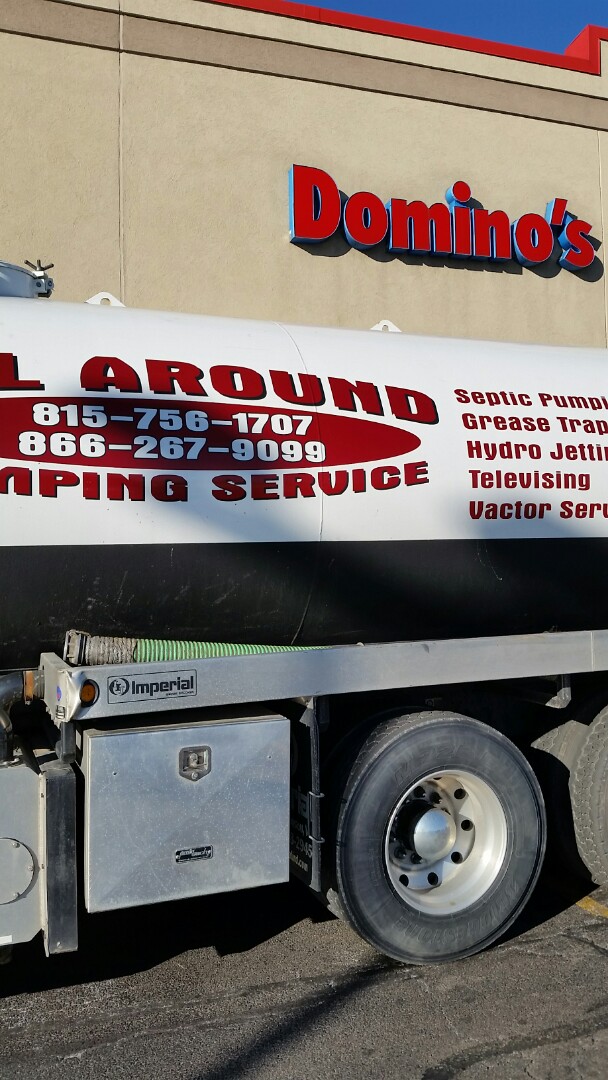 Domino's
L AROUND
815-756-1707
866-267-9099
MPING SERVICE
Septic Pumpi
Grease Trap
Hydro Jettin
Televising
Vactor Serv
Imperial